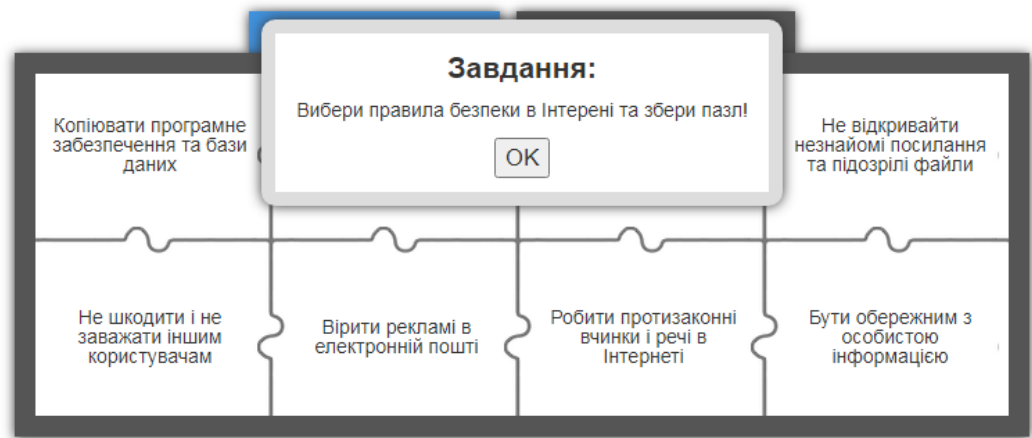 Завдання:
Вибери правила безпеки в Інтерені та збери пазл!
OK
Копіювати програмне
забезпечення та бази
даних
Не відкривайти
незнайомі посилання
та підозрілі файли
Не шкодити і не
заважати іншим
користувачам
Вірити рекламі в
електронній пошті
Робити протизаконні
вчинки і речі в
Інтернеті
Бути обережним з
особистою
інформацією